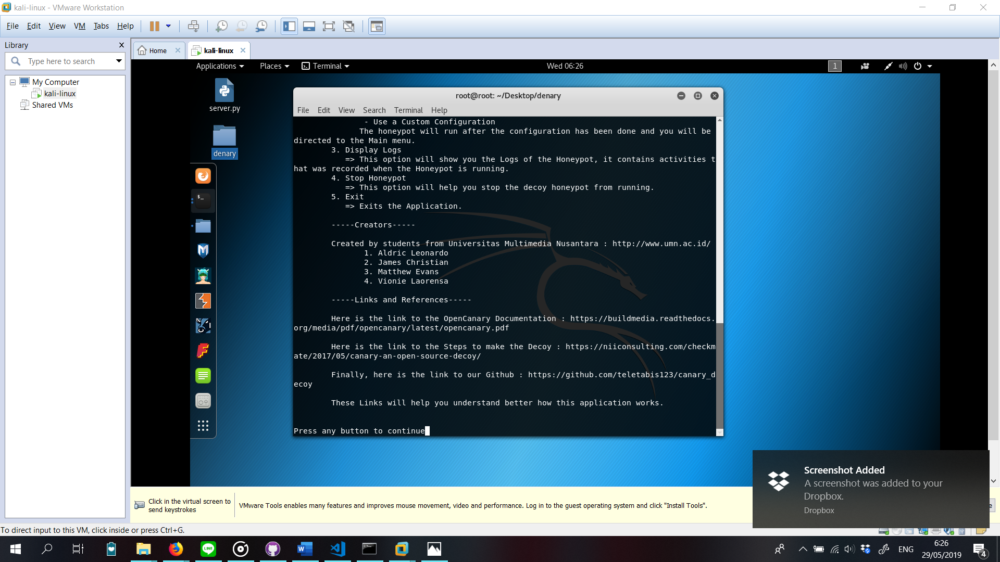 kali-linux - VMware Workstation
File Edit View VM Tabs Help
Library
Type here to search
My Computer
kali-linux
Shared VMs
Home
kali-linux
Applications
Places
Terminal
Wed 06:26
1
server.py
denary
root@root: ~/Desktop/denary
File Edit View Search Terminal Help
- Use a Custom Configuration
The honeypot will run after the configuration has been done and you will be
directed to the Main menu.
3. Display Logs
=> This option will show you the Logs of the Honeypot, it contains activities t
hat was recorded when the Honeypot is running.
4. Stop Honeypot
=> This option will help you stop the decoy honeypot from running.
5. Exit
=> Exits the Application.
-----Creators-----
Created by students from Universitas Multimedia Nusantara : http://www.umn.ac.id/
1. Aldric Leonardo
2. James Christian
3. Matthew Evans
4. Vionie Laorensa
-----Links and References-----
Here is the link to the OpenCanary Documentation : https://buildmedia.readthedocs.
org/media/pdf/opencanary/latest/opencanary.pdf
Here is the link to the Steps to make the Decoy : https://niiconsulting.com/checkm
ate/2017/05/canary-an-open-source-decoy/
Finally, here is the link to our Github : https://github.com/teletabis123/canary_d
ecoy
These Links will help you understand better how this application works.
Press any button to continue
Screenshot Added
A screenshot was added to your
Dropbox.
Dropbox
Click in the virtual screen to
send keystrokes
VMware Tools enables many features and improves mouse movement, video and performance. Log in to the guest operating system and click "Install Tools".
To direct input to this VM, click inside or press Ctrl+G.
LINE
ENG
6:26
29/05/2019
4